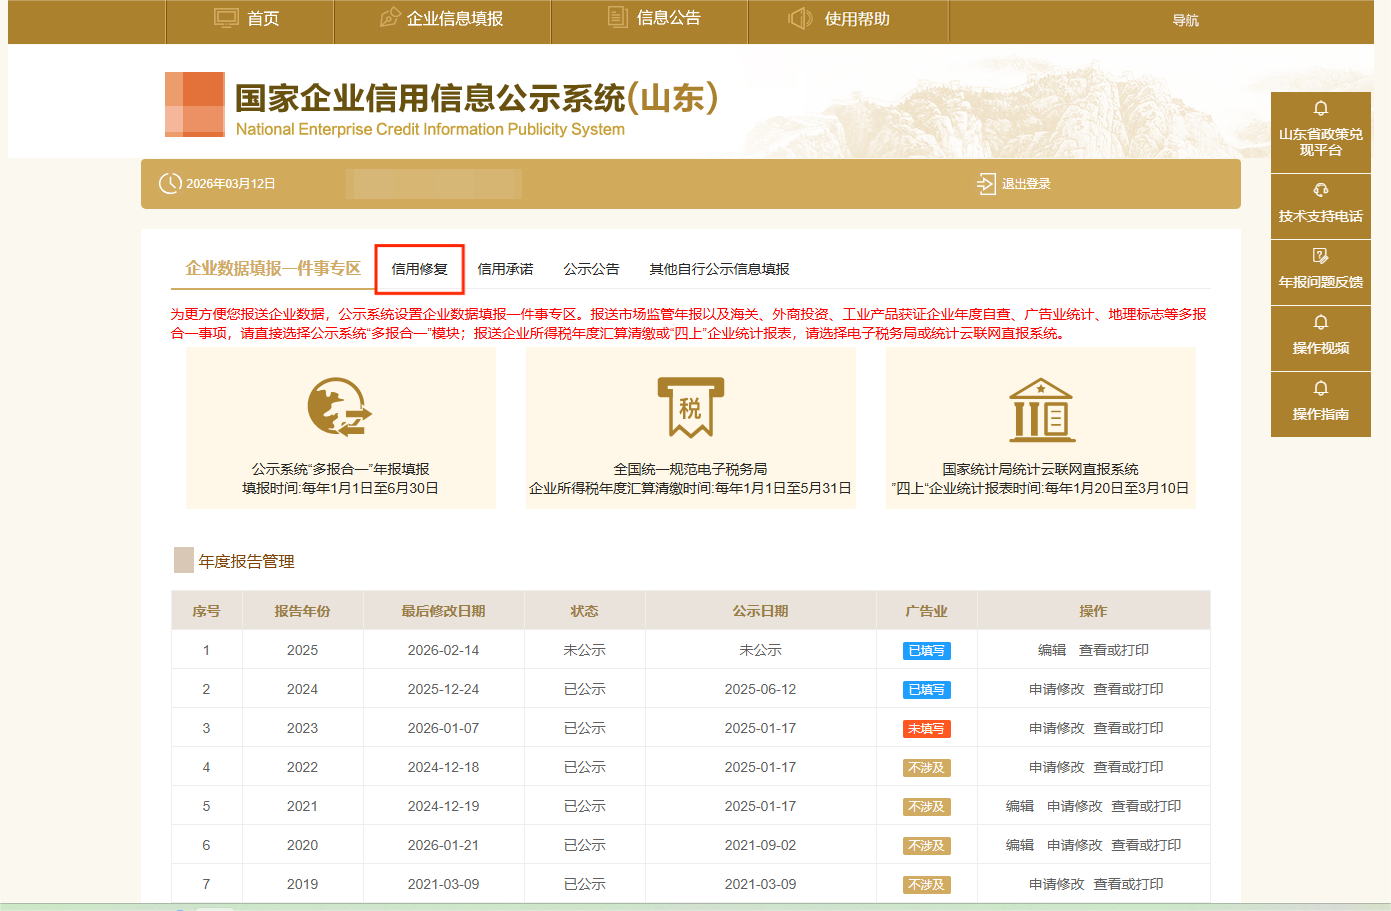 首页 企业信息填报 信息公告 使用帮助 导航
国家企业信用信息公示系统(山东)
National Enterprise Credit Information Publicity System
山东省政策兑
现平台
技术支持电话
年报问题反馈
操作视频
操作指南
2026年03月12日 退出登录
企业数据填报一件事专区 信用修复 信用承诺 公示公告 其他自行公示信息填报
为更方便您报送企业数据，公示系统设置企业数据填报一件事专区。报送市场监管年报以及海关、外商投资、工业产品获证企业年度自查、广告业统计、地理标志等多报
合一事项，请直接选择公示系统“多报合一”模块；报送企业所得税年度汇算清缴或“四上”企业统计报表，请选择电子税务局或统计云联网直报系统。
税
公示系统“多报合一”年报填报
填报时间:每年1月1日至6月30日
全国统一规范电子税务局
企业所得税年度汇算清缴时间:每年1月1日至5月31日
国家统计局统计云联网直报系统
”四上“企业统计报表时间:每年1月20日至3月10日
年度报告管理
序号 报告年份 最后修改日期 状态 公示日期 广告业 操作
1 2025 2026-02-14 未公示 未公示 已填写 编辑 查看或打印
2 2024 2025-12-24 已公示 2025-06-12 已填写 申请修改 查看或打印
3 2023 2026-01-07 已公示 2025-01-17 未填写 申请修改 查看或打印
4 2022 2024-12-18 已公示 2025-01-17 不涉及 申请修改 查看或打印
5 2021 2024-12-19 已公示 2025-01-17 不涉及 编辑 申请修改 查看或打印
6 2020 2026-01-21 已公示 2021-09-02 不涉及 编辑 申请修改 查看或打印
7 2019 2021-03-09 已公示 2021-03-09 不涉及 申请修改 查看或打印